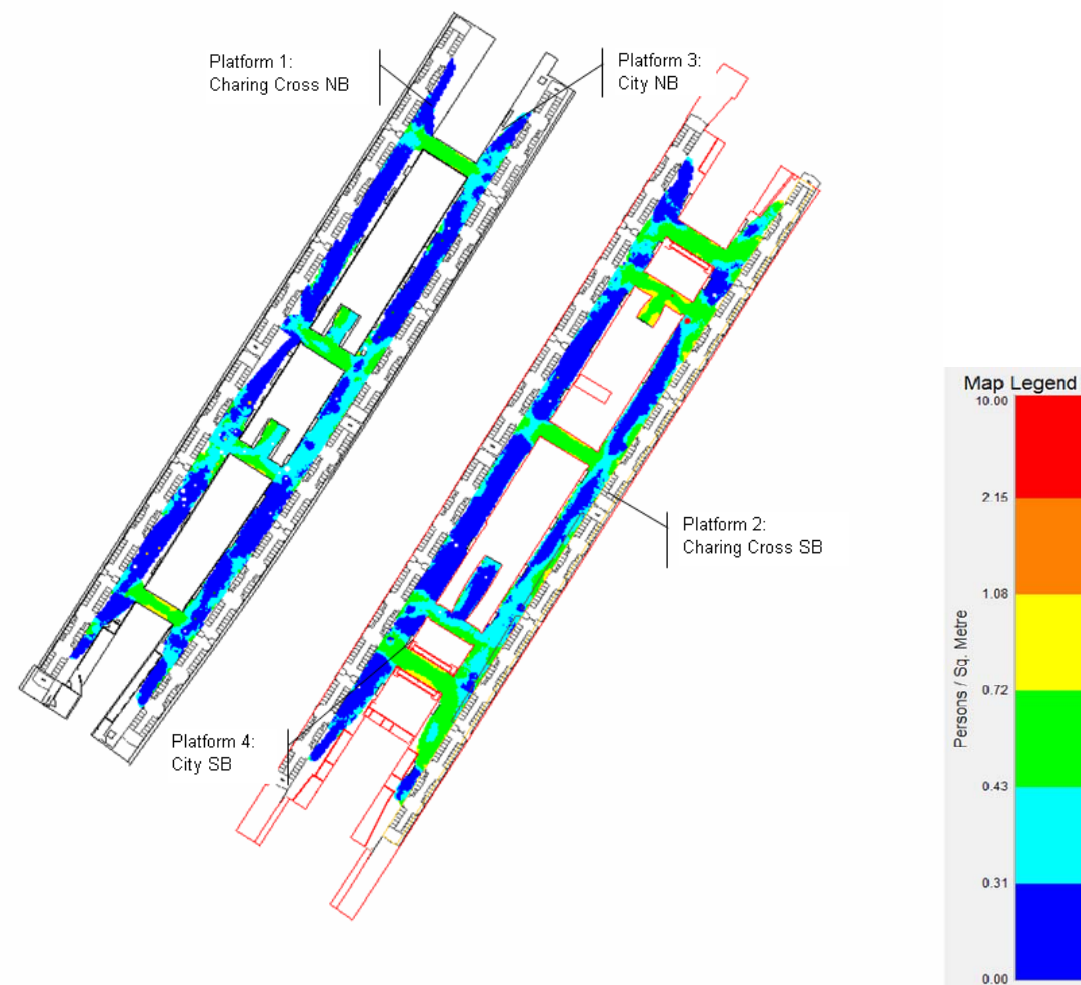 Platform 1:
Charing Cross NB
Platform 3:
City NB
Platform 2:
Charing Cross SB
Platform 4:
City SB
Map Legend
10.00
2.15
1.08
0.72
0.43
0.31
0.00
Persons / Sq. Metre